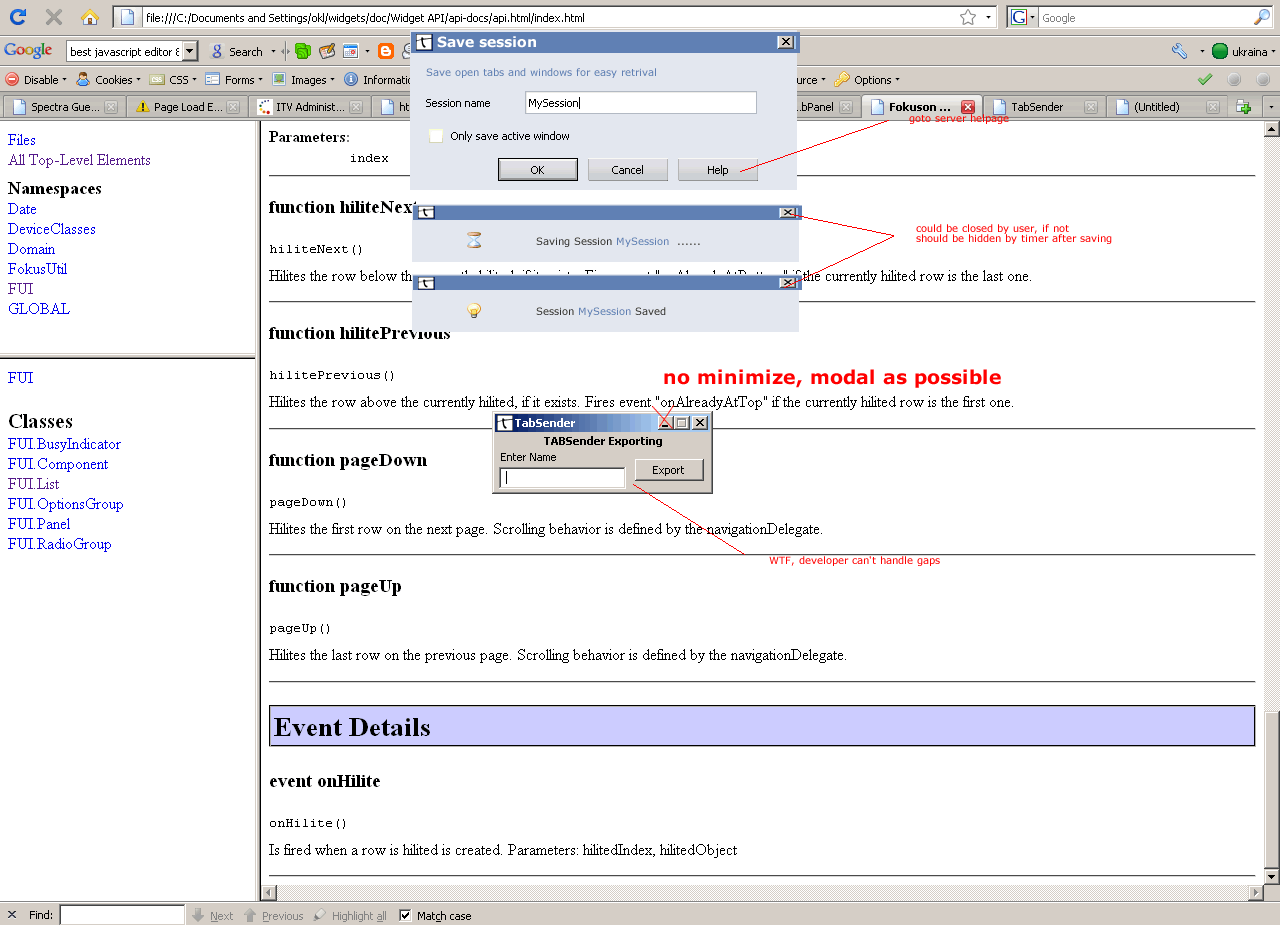 file:///C:/Documents and Settings/okl/widgets/doc/Widget API/api-docs/api.html/index.html
Google
Google
best javascript editor
Search
ukraina
Disable
Cookies
CSS
Forms
Images
Informatio
urce
Options
Spectra Gue...
Page Load E...
ITV Administ...
ht
.bPanel
Fokuson ...
TabSender
(Untitled)
Files
All Top-Level Elements
Namespaces
Date
DeviceClasses
Domain
FokusUtil
FUI
GLOBAL
FUI
Classes
FUI.BusyIndicator
FUI.Component
FUI.List
FUI.OptionsGroup
FUI.Panel
FUI.RadioGroup
Save session
Save open tabs and windows for easy retrival
Session name
MySession
Only save active window
OK
Cancel
Help
goto server helpage
Saving Session MySession ......
could be closed by user, if not
should be hidden by timer after saving
Session MySession Saved
Parameters:
index
function hiliteNext
hiliteNext()
Hilites the row below the
if the currently hilited row is the last one.
function hilitePrevious
hilitePrevious()
no minimize, modal as possible
Hilites the row above the currently hilited, if it exists. Fires event "onAlreadyAtTop" if the currently hilited row is the first one.
TabSender
TABSender Exporting
Enter Name
Export
function pageDown
pageDown()
Hilites the first row on the next page. Scrolling behavior is defined by the navigationDelegate.
WTF, developer can't handle gaps
function pageUp
pageUp()
Hilites the last row on the previous page. Scrolling behavior is defined by the navigationDelegate.
Event Details
event onHilite
onHilite()
Is fired when a row is hilited is created. Parameters: hilitedIndex, hilitedObject
Find:
Next
Previous
Highlight all
Match case